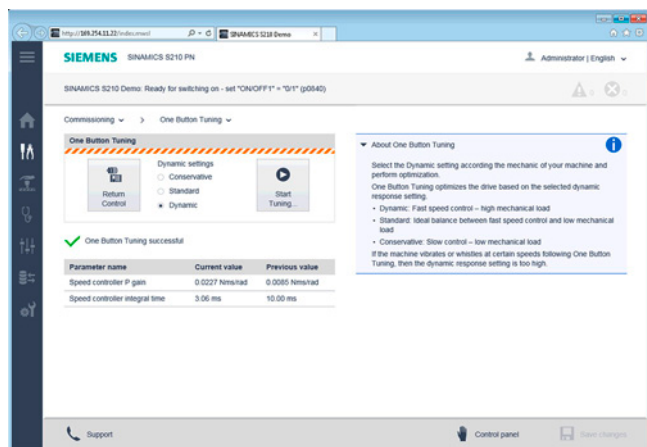 http://169.254.11.22/index.mwsl
SINAMICS S210 Demo
SIEMENS SINAMICS S210 PN
Administrator | English
SINAMICS S210 Demo: Ready for switching on - set "ON/OFF1" = "0/1" (p0840)
0 0
Commissioning > One Button Tuning
One Button Tuning
Return Control
Dynamic settings
Conservative
Standard
Dynamic
Start Tuning...
One Button Tuning successful
Parameter name Current value Previous value
Speed controller P gain 0.0227 Nms/rad 0.0085 Nms/rad
Speed controller integral time 3.06 ms 10.00 ms
About One Button Tuning
Select the Dynamic setting according the mechanic of your machine and
perform optimization.
One Button Tuning optimizes the drive based on the selected dynamic
response setting.
• Dynamic: Fast speed control – high mechanical load
• Standard: Ideal balance between fast speed control and low mechanical
load
• Conservative: Slow control – low mechanical load
If the machine vibrates or whistles at certain speeds following One Button
Tuning, then the dynamic response setting is too high.
Support
Control panel
Save changes